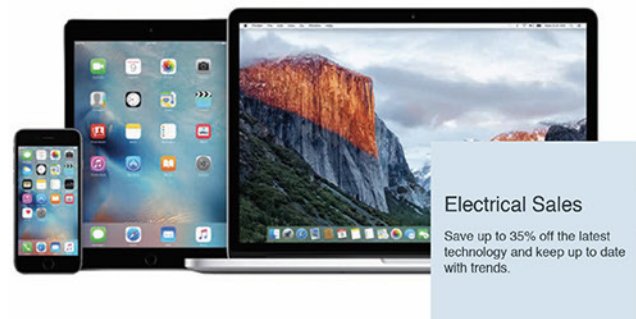 Electrical Sales
Save up to 35% off the latest
technology and keep up to date
with trends.